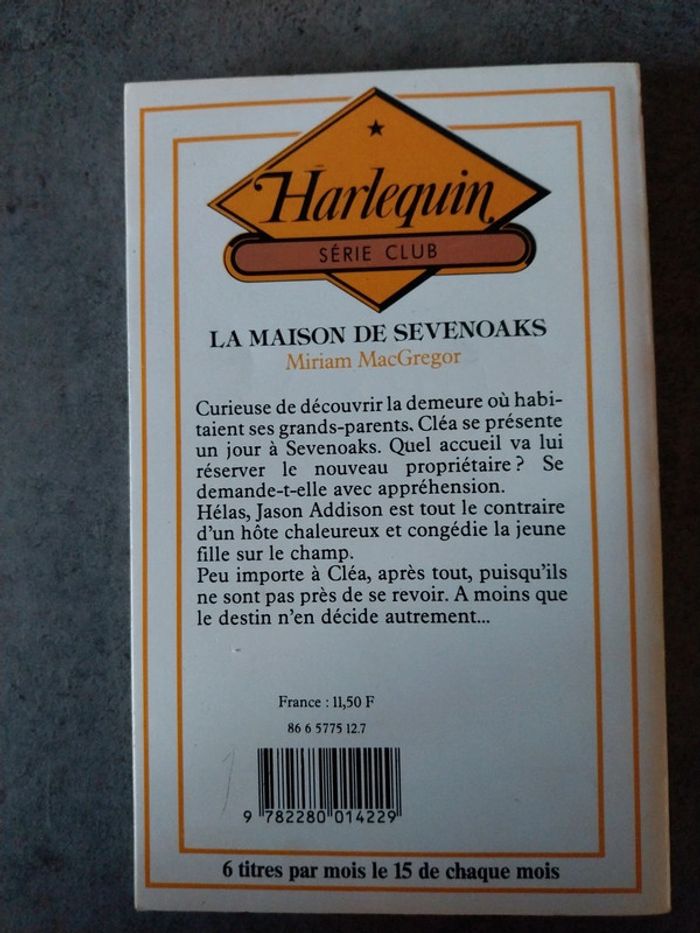 Harlequin
SÉRIE CLUB
LA MAISON DE SEVENOAKS
Miriam MacGregor
Curieuse de découvrir la demeure où habi-
taient ses grands-parents, Cléa se présente
un jour à Sevenoaks. Quel accueil va lui
réserver le nouveau propriétaire ? Se
demande-t-elle avec appréhension.
Hélas, Jason Addison est tout le contraire
d'un hôte chaleureux et congédie la jeune
fille sur le champ.
Peu importe à Cléa, après tout, puisqu'ils
ne sont pas près de se revoir. A moins que
le destin n'en décide autrement...
France : 11,50 F
86 6 5775 12.7
9 782280 014229
6 titres par mois le 15 de chaque mois